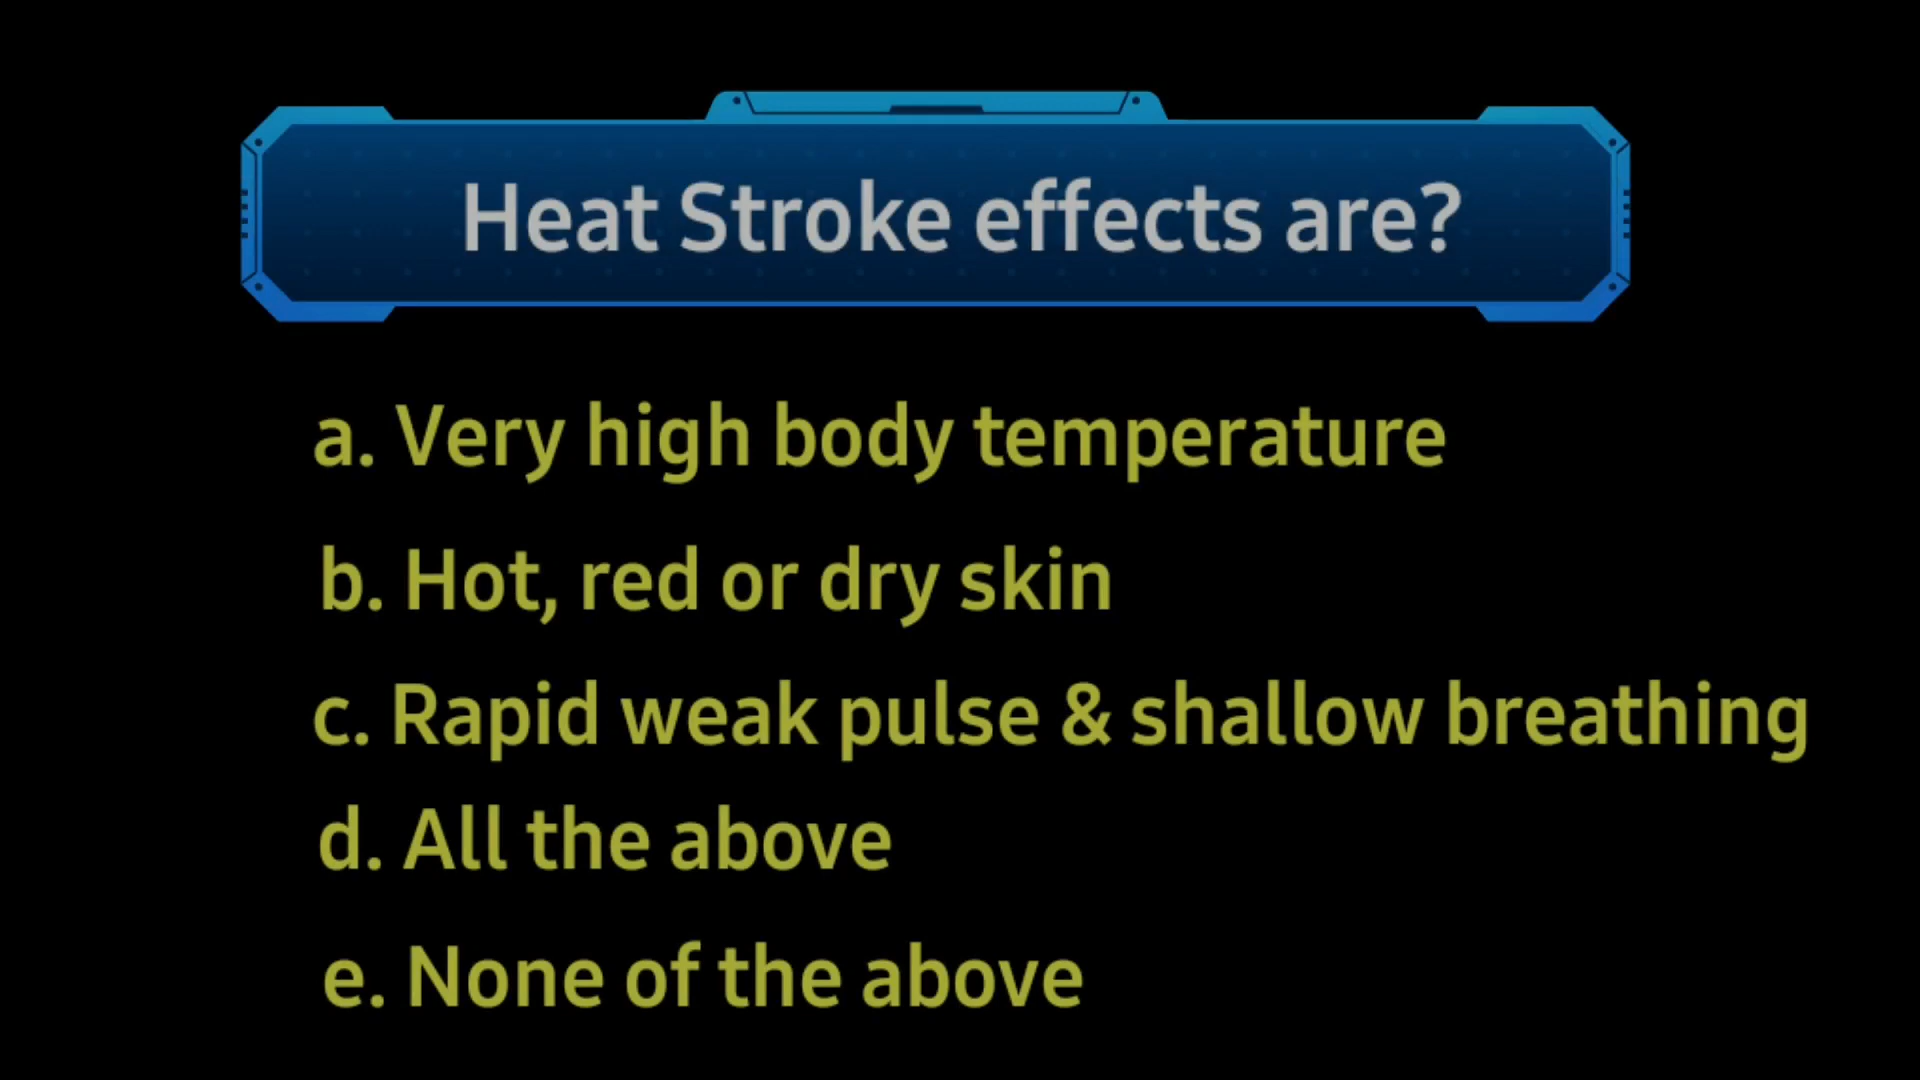 Heat Stroke effects are?
a. Very high body temperature
b. Hot, red or dry skin
c. Rapid weak pulse & shallow breathing
d. All the above
e. None of the above